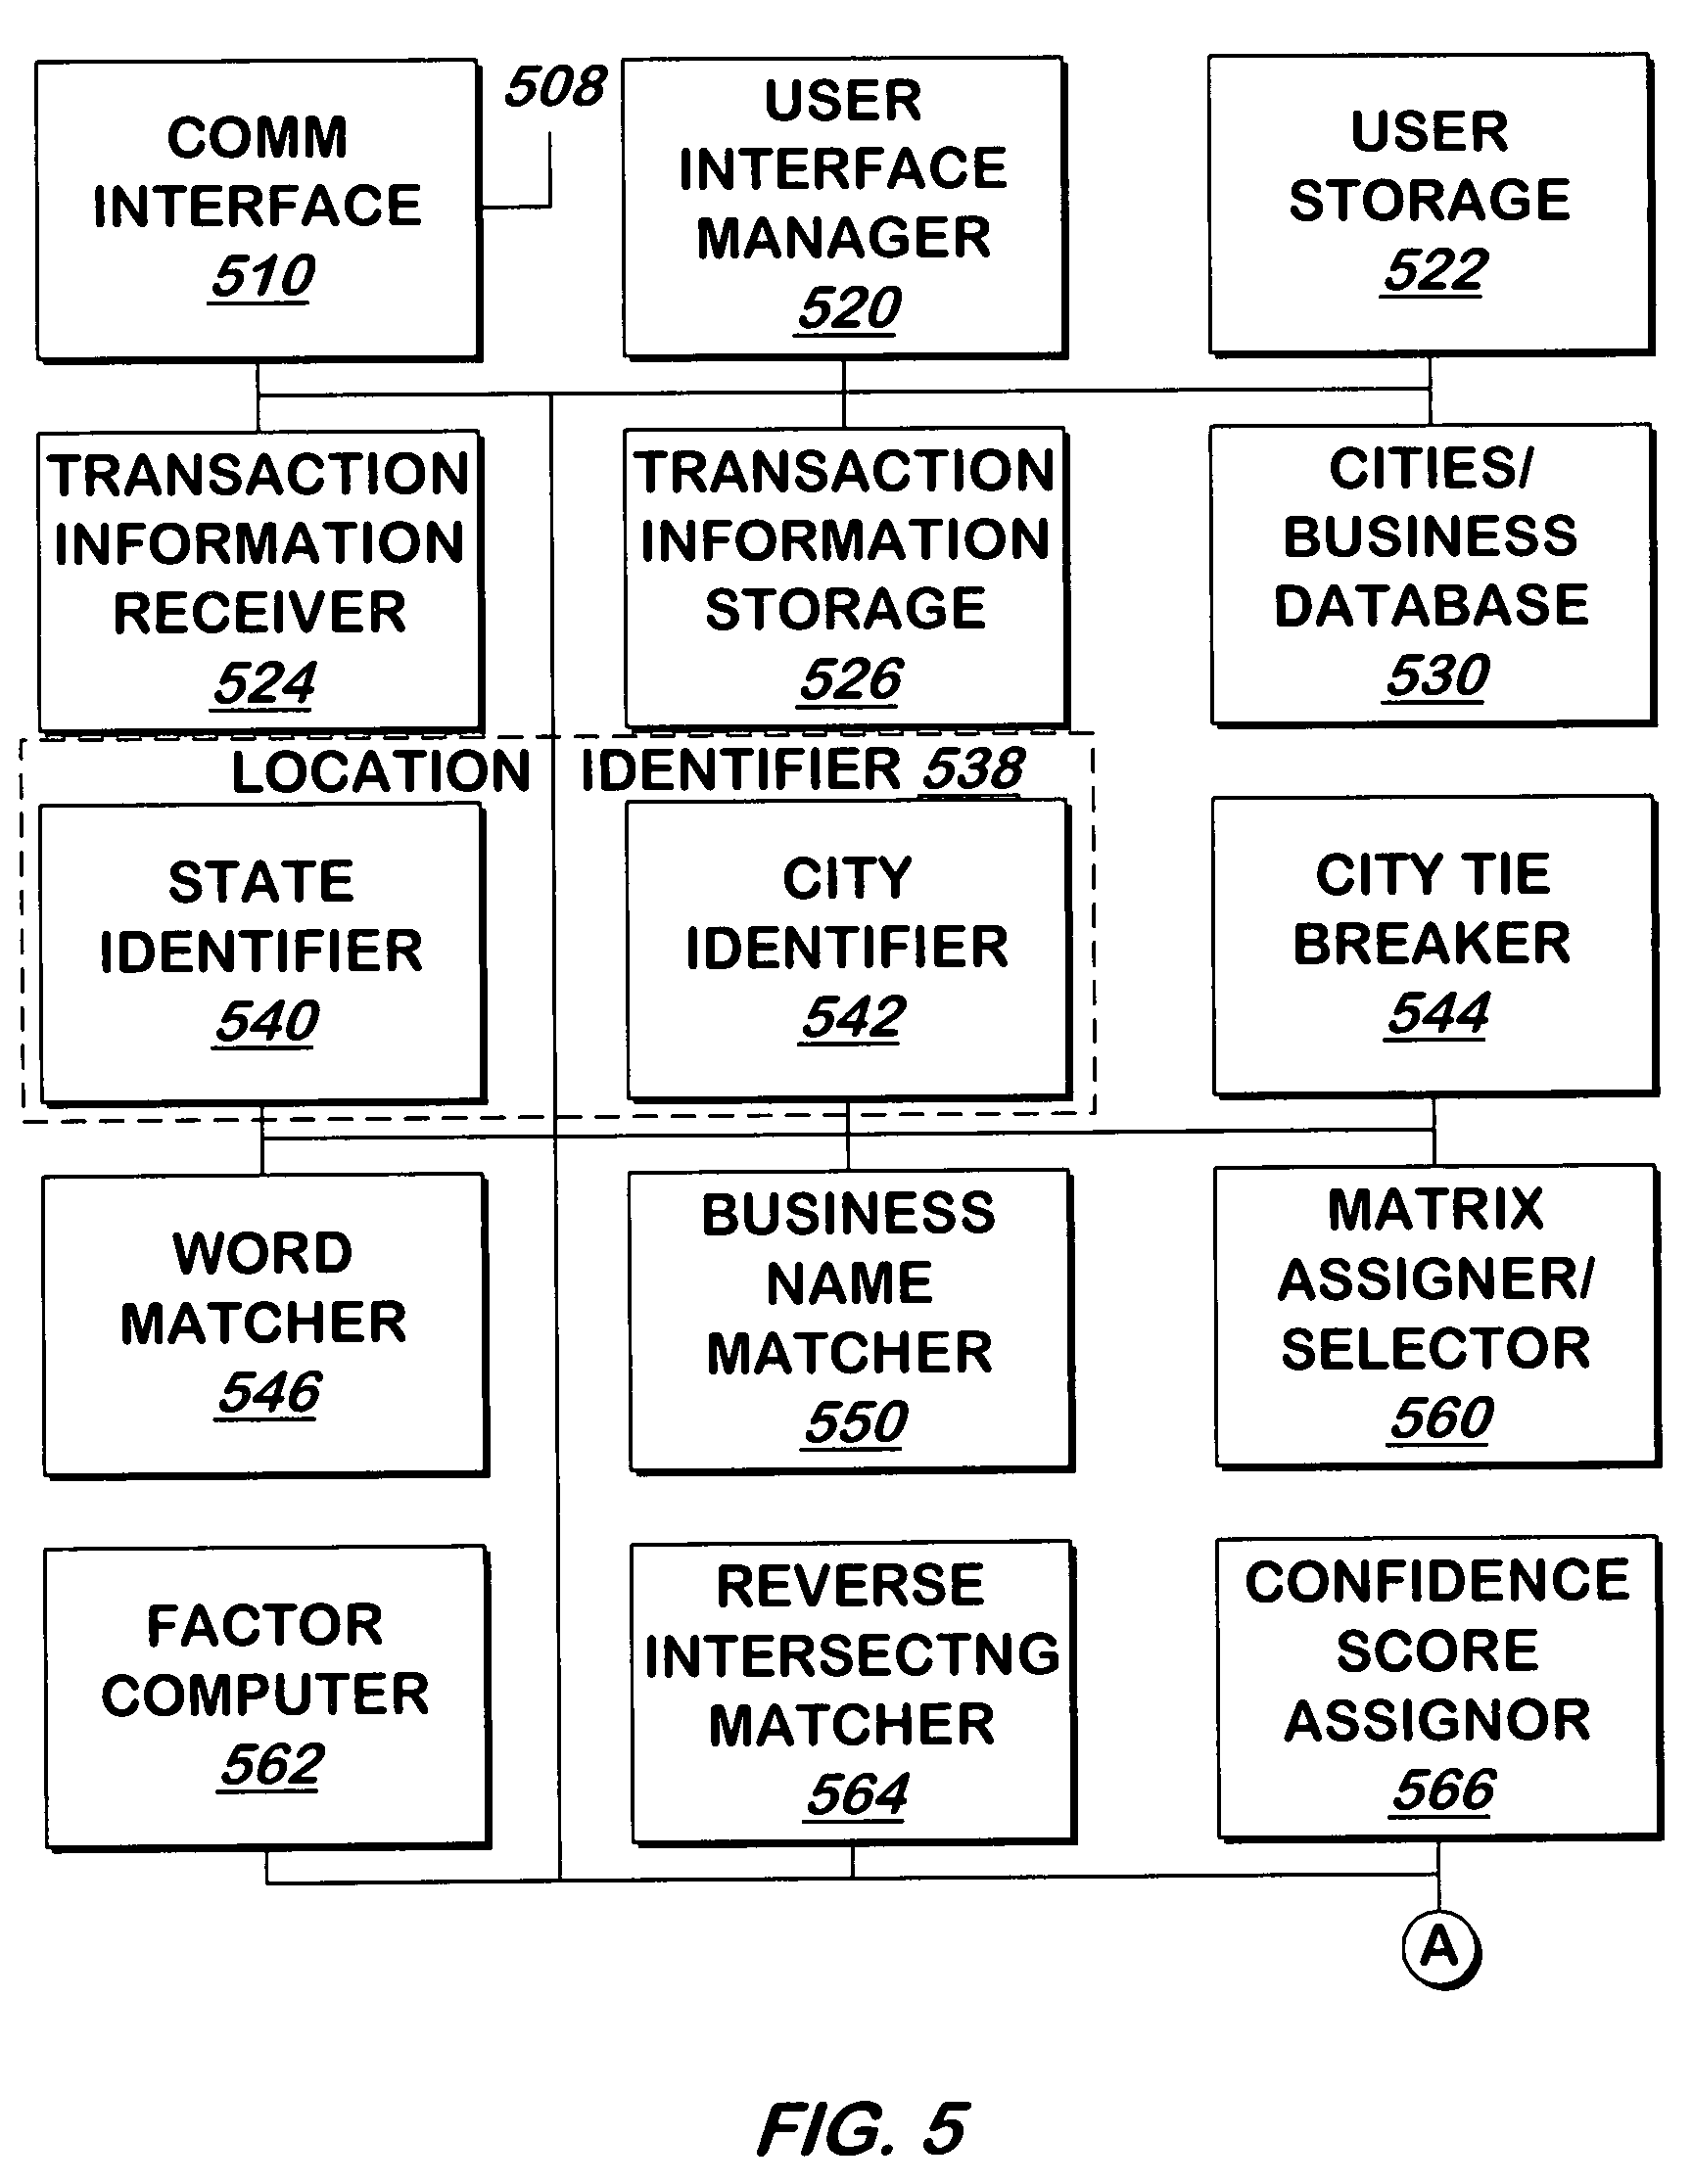 COMM
INTERFACE
510
508
USER
INTERFACE
MANAGER
520
USER
STORAGE
522
TRANSACTION
INFORMATION
RECEIVER
524
TRANSACTION
INFORMATION
STORAGE
526
CITIES/
BUSINESS
DATABASE
530
LOCATION IDENTIFIER 538
STATE
IDENTIFIER
540
CITY
IDENTIFIER
542
CITY TIE
BREAKER
544
WORD
MATCHER
546
BUSINESS
NAME
MATCHER
550
MATRIX
ASSIGNER/
SELECTOR
560
FACTOR
COMPUTER
562
REVERSE
INTERSECTNG
MATCHER
564
CONFIDENCE
SCORE
ASSIGNOR
566
A
FIG. 5